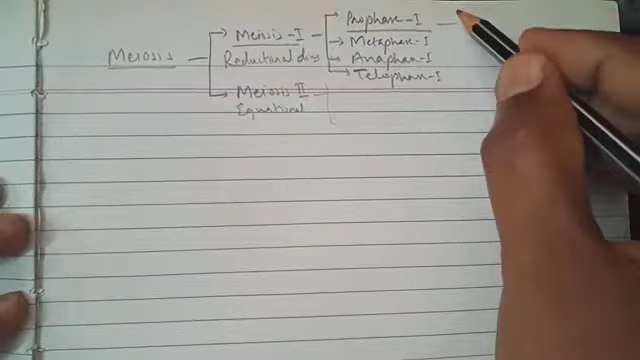 Meiosis
Meiosis - I
Reductional div
Prophase - I
Metaphase - I
Anaphase - I
Telophase - I
Meiosis II
Equational